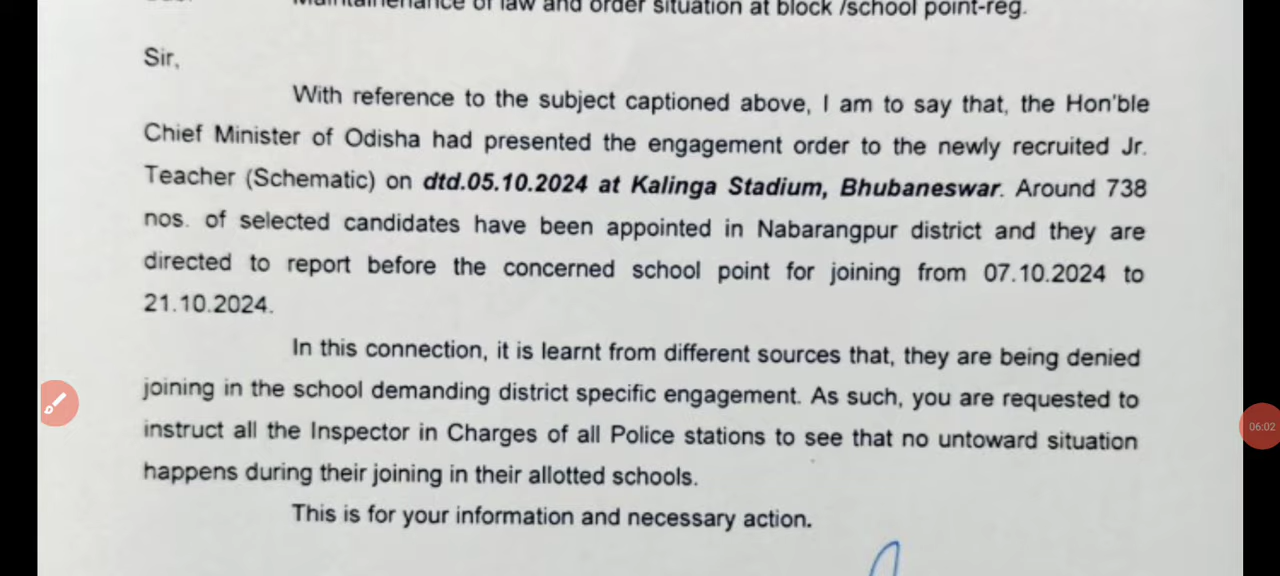 Maintainenance of law and order situation at block /school point-reg.
Sir,
With reference to the subject captioned above, I am to say that, the Hon'ble
Chief Minister of Odisha had presented the engagement order to the newly recruited Jr.
Teacher (Schematic) on dtd.05.10.2024 at Kalinga Stadium, Bhubaneswar. Around 738
nos. of selected candidates have been appointed in Nabarangpur district and they are
directed to report before the concerned school point for joining from 07.10.2024 to
21.10.2024.
In this connection, it is learnt from different sources that, they are being denied
joining in the school demanding district specific engagement. As such, you are requested to
instruct all the Inspector in Charges of all Police stations to see that no untoward situation
happens during their joining in their allotted schools.
This is for your information and necessary action.
06:02